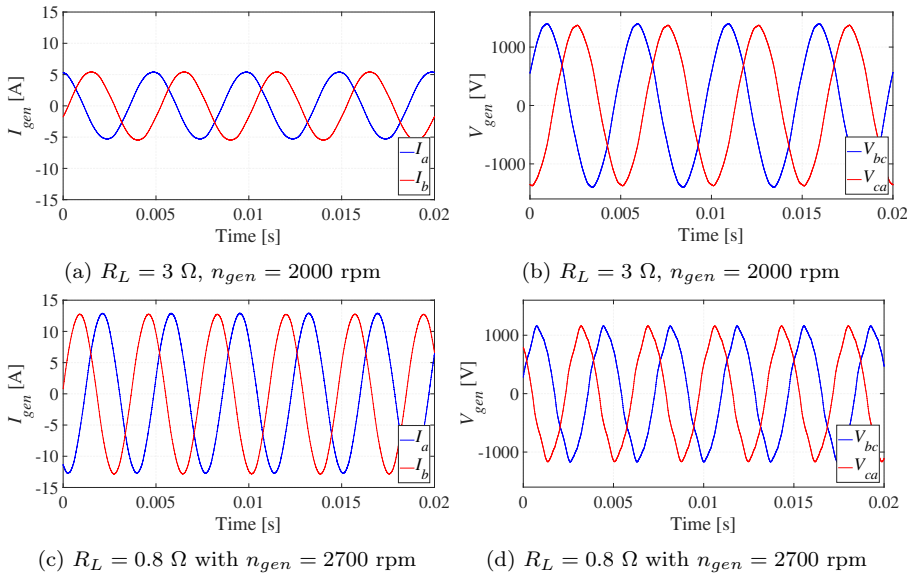 15
10
5
0
-5
-10
-15
I_gen [A]
0 0.005 0.01 0.015 0.02
Time [s]
I_a
I_b
(a) R_L = 3 Ω, n_gen = 2000 rpm
1000
0
-1000
V_gen [V]
0 0.005 0.01 0.015 0.02
Time [s]
V_bc
V_ca
(b) R_L = 3 Ω, n_gen = 2000 rpm
15
10
5
0
-5
-10
-15
I_gen [A]
0 0.005 0.01 0.015 0.02
Time [s]
I_a
I_b
(c) R_L = 0.8 Ω with n_gen = 2700 rpm
1000
0
-1000
V_gen [V]
0 0.005 0.01 0.015 0.02
Time [s]
V_bc
V_ca
(d) R_L = 0.8 Ω with n_gen = 2700 rpm